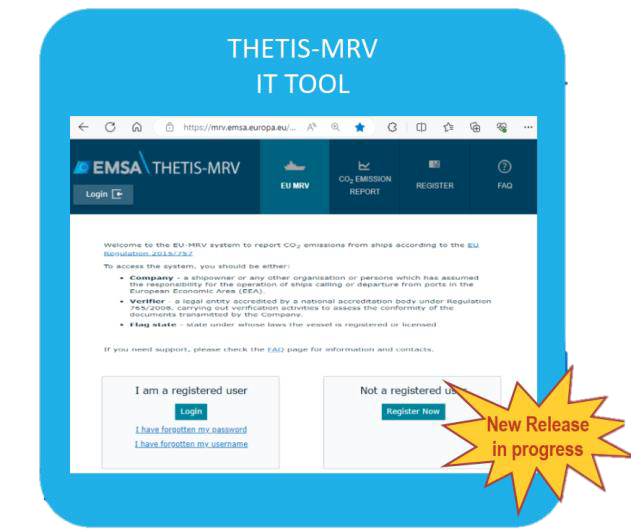 THETIS-MRV
IT TOOL
https://mrv.emsa.europa.eu/...
EMSA THETIS-MRV
Login
EU MRV
CO₂ EMISSION
REPORT
REGISTER
FAQ
Welcome to the EU-MRV system to report CO₂ emissions from ships according to the EU
Regulation 2015/757
To access the system, you should be either:
• Company - a shipowner or any other organisation or persons which has assumed
the responsibility for the operation of ships calling or departure from ports in the
European Economic Area (EEA).
• Verifier - a legal entity accredited by a national accreditation body under Regulation
765/2008, carrying out verification activities to assess the conformity of the
documents transmitted by the Company.
• Flag state - state under whose laws the vessel is registered or licensed
If you need support, please check the FAQ page for information and contacts.
I am a registered user
Login
I have forgotten my password
I have forgotten my username
Not a registered
Register Now
New Release
in progress